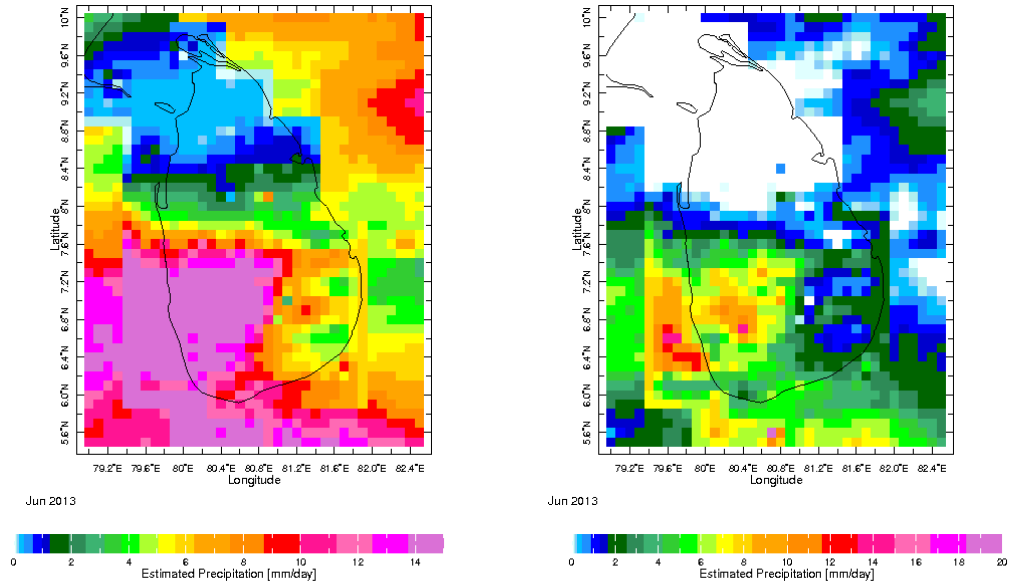 10°N
9.6°N
9.2°N
8.8°N
8.4°N
8°N
7.6°N
7.2°N
6.8°N
6.4°N
6.0°N
5.6°N
Latitude
79.2°E 79.6°E 80°E 80.4°E 80.8°E 81.2°E 81.6°E 82.0°E 82.4°E
Longitude
Jun 2013
0 2 4 6 8 10 12 14
Estimated Precipitation [mm/day]
10°N
9.6°N
9.2°N
8.8°N
8.4°N
8°N
7.6°N
7.2°N
6.8°N
6.4°N
6.0°N
5.6°N
Latitude
79.2°E 79.6°E 80°E 80.4°E 80.8°E 81.2°E 81.6°E 82.0°E 82.4°E
Longitude
Jun 2013
0 2 4 6 8 10 12 14 16 18 20
Estimated Precipitation [mm/day]